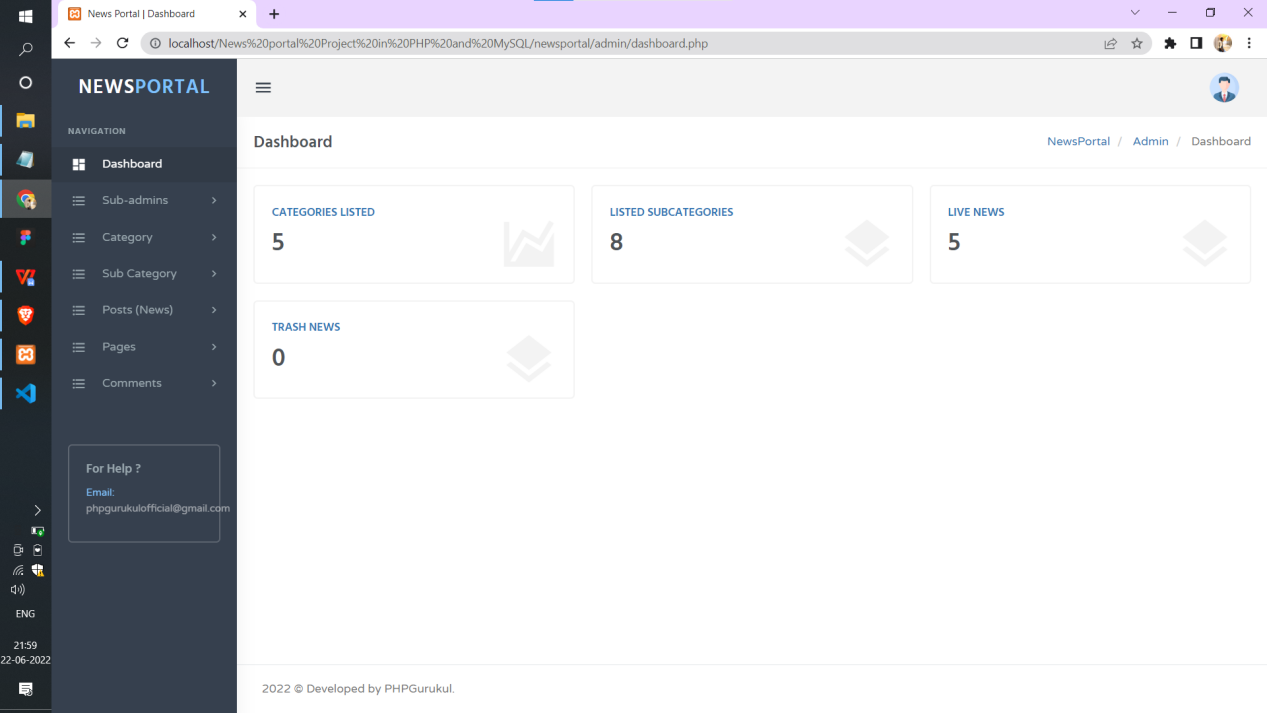 News Portal | Dashboard
localhost/News%20portal%20Project%20in%20PHP%20and%20MySQL/newsportal/admin/dashboard.php
NEWSPORTAL
NAVIGATION
Dashboard
Sub-admins
Category
Sub Category
Posts (News)
Pages
Comments
For Help ?
Email:
phpgurukulofficial@gmail.com
Dashboard
NewsPortal / Admin / Dashboard
CATEGORIES LISTED
5
LISTED SUBCATEGORIES
8
LIVE NEWS
5
TRASH NEWS
0
2022 © Developed by PHPGurukul.
ENG
21:59
22-06-2022